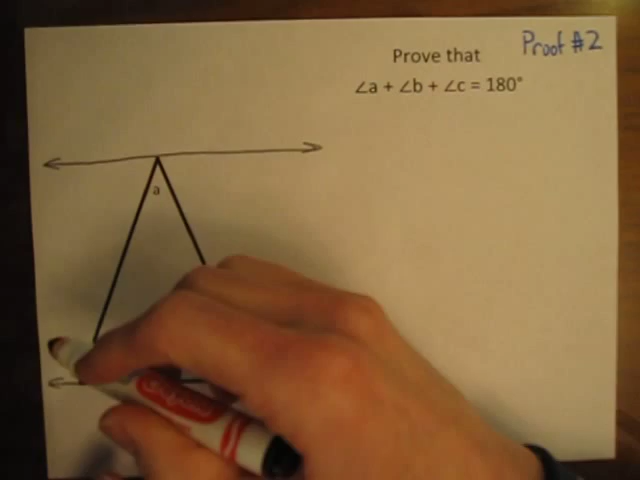 Proof #2
Prove that
∠a + ∠b + ∠c = 180°
a